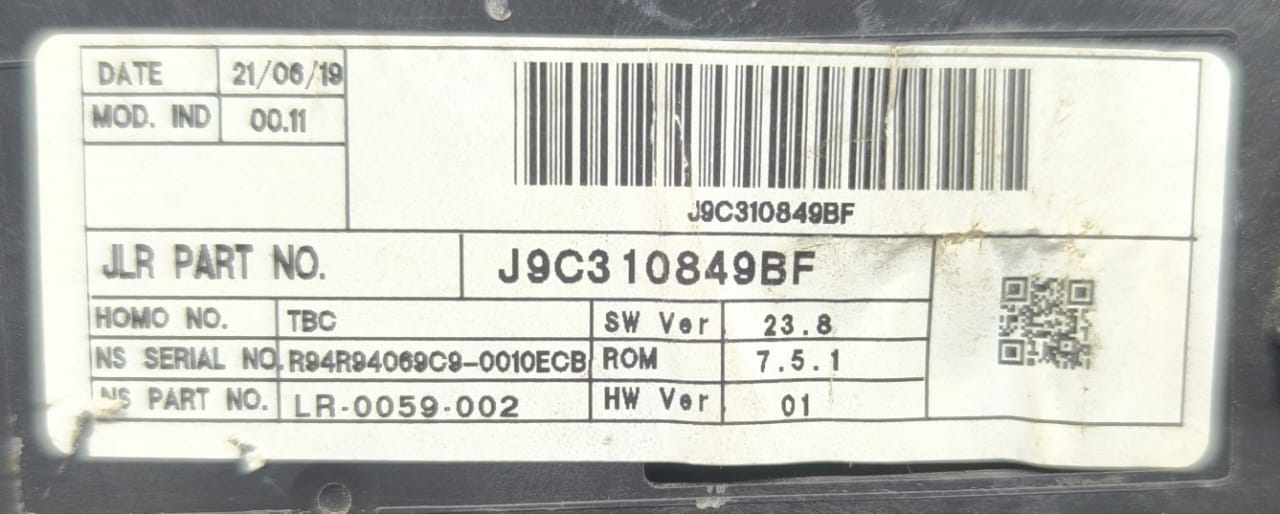 DATE 21/06/19
MOD. IND 00.11
J9C310849BF
JLR PART NO. J9C310849BF
HOMO NO. TBC SW Ver 23.8
NS SERIAL NO. R94R94069C9-0010ECB ROM 7.5.1
NS PART NO. LR-0059-002 HW Ver 01